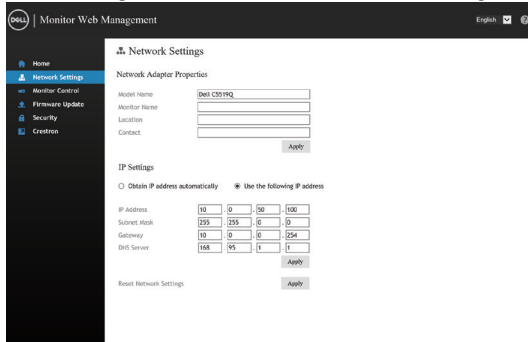 DELL | Monitor Web Management
English
?
Home
Network Settings
Monitor Control
Firmware Update
Security
Crestron
Network Settings
Network Adapter Properties
Model Name Dell C5519Q
Monitor Name
Location
Contact
Apply
IP Settings
Obtain IP address automatically Use the following IP address
IP Address 10 . 0 . 50 . 100
Subnet Mask 255 . 255 . 0 . 0
Gateway 10 . 0 . 0 . 254
DNS Server 168 . 95 . 1 . 1
Apply
Reset Network Settings Apply